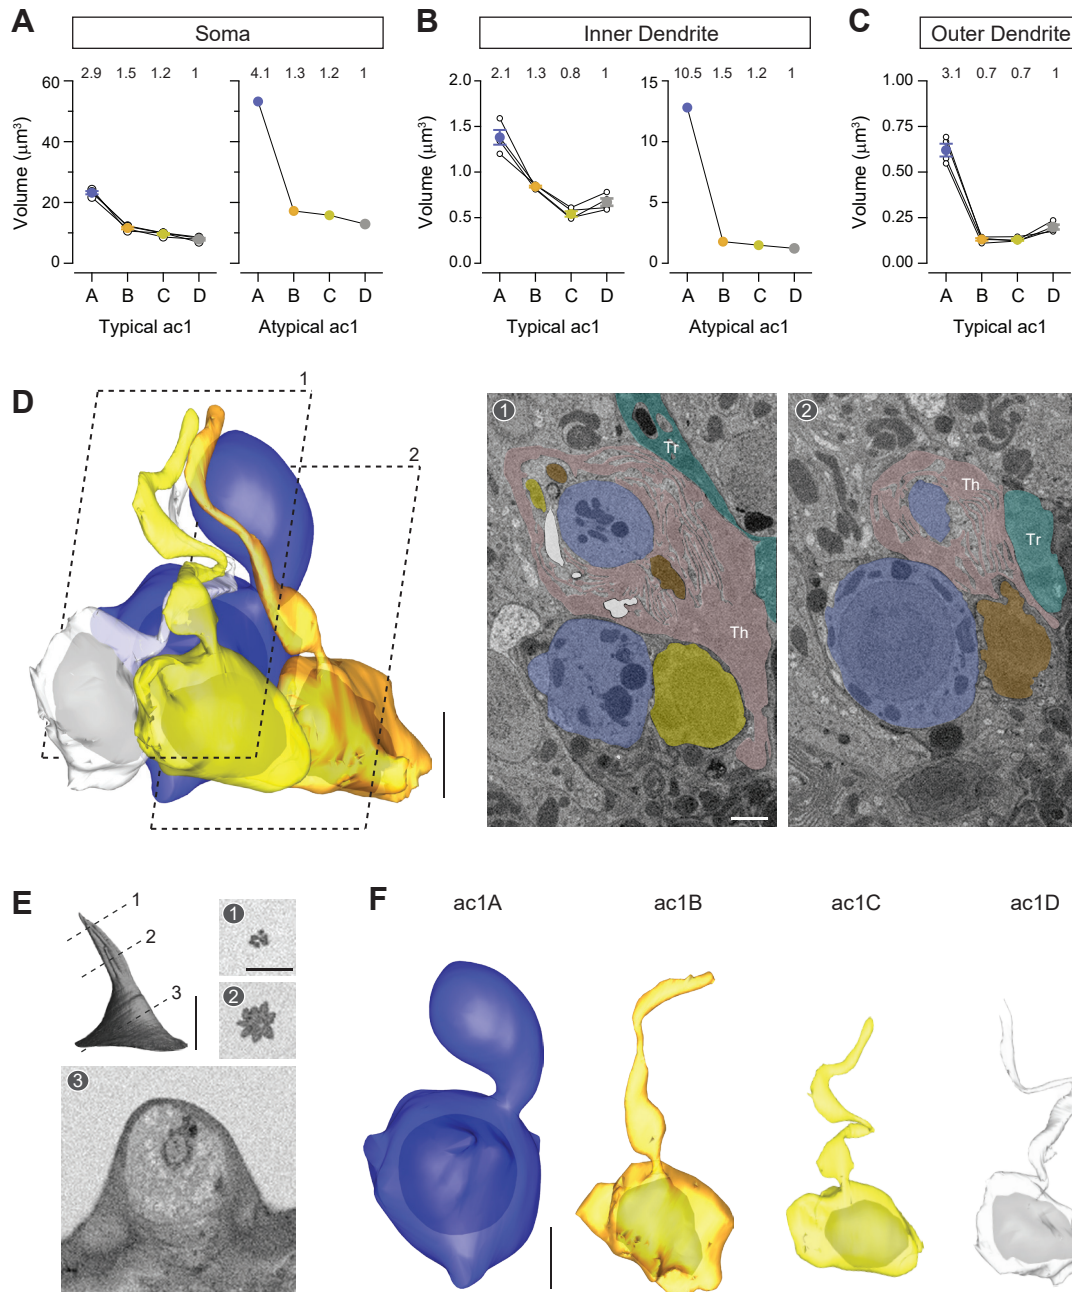 A
Soma
2.9 1.5 1.2 1
4.1 1.3 1.2 1
Volume (μm³)
60
40
20
0
A B C D
A B C D
Typical ac1
Atypical ac1
B
Inner Dendrite
2.1 1.3 0.8 1
10.5 1.5 1.2 1
Volume (μm³)
2.0
1.5
1.0
0.5
0.0
15
10
5
0
A B C D
A B C D
Typical ac1
Atypical ac1
C
Outer Dendrite
3.1 0.7 0.7 1
Volume (μm³)
1.00
0.75
0.50
0.25
0.00
A B C D
Typical ac1
D
1
2
1
Tr
Th
2
Th
Tr
E
1
2
3
1
2
3
F
ac1A
ac1B
ac1C
ac1D